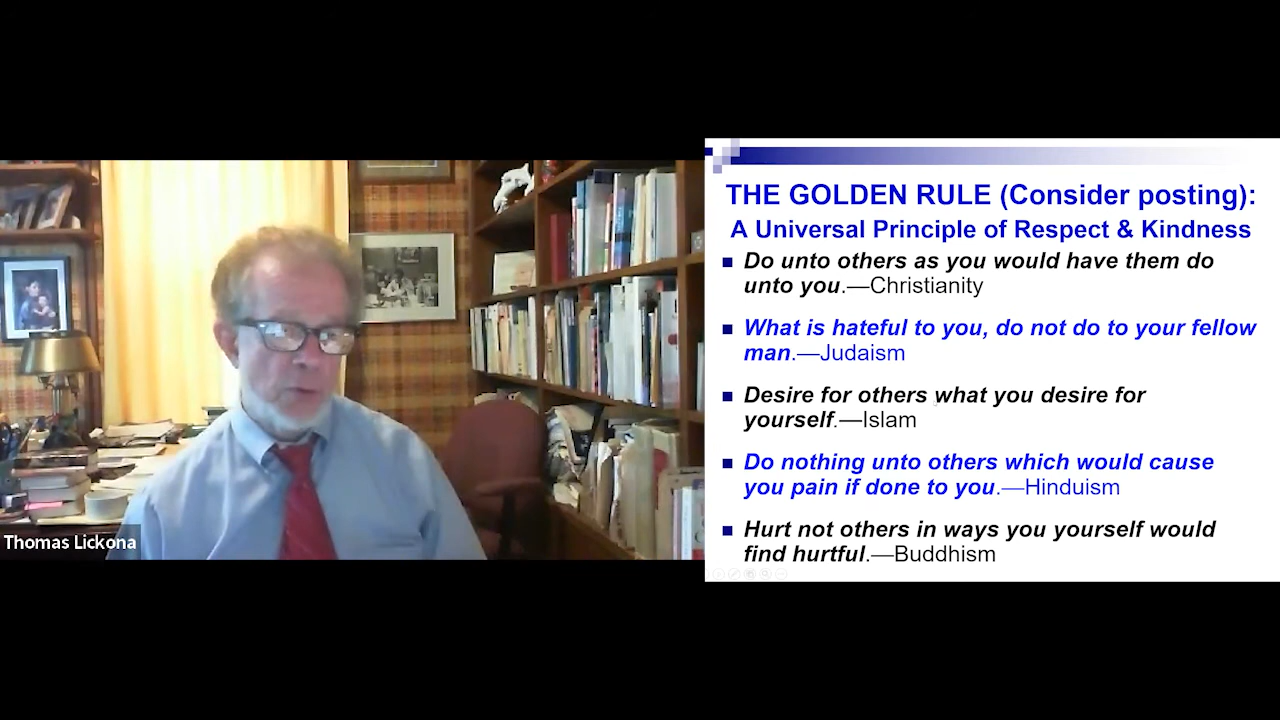 Thomas Lickona
THE GOLDEN RULE (Consider posting):
A Universal Principle of Respect & Kindness
Do unto others as you would have them do
unto you.—Christianity
What is hateful to you, do not do to your fellow
man.—Judaism
Desire for others what you desire for
yourself.—Islam
Do nothing unto others which would cause
you pain if done to you.—Hinduism
Hurt not others in ways you yourself would
find hurtful.—Buddhism